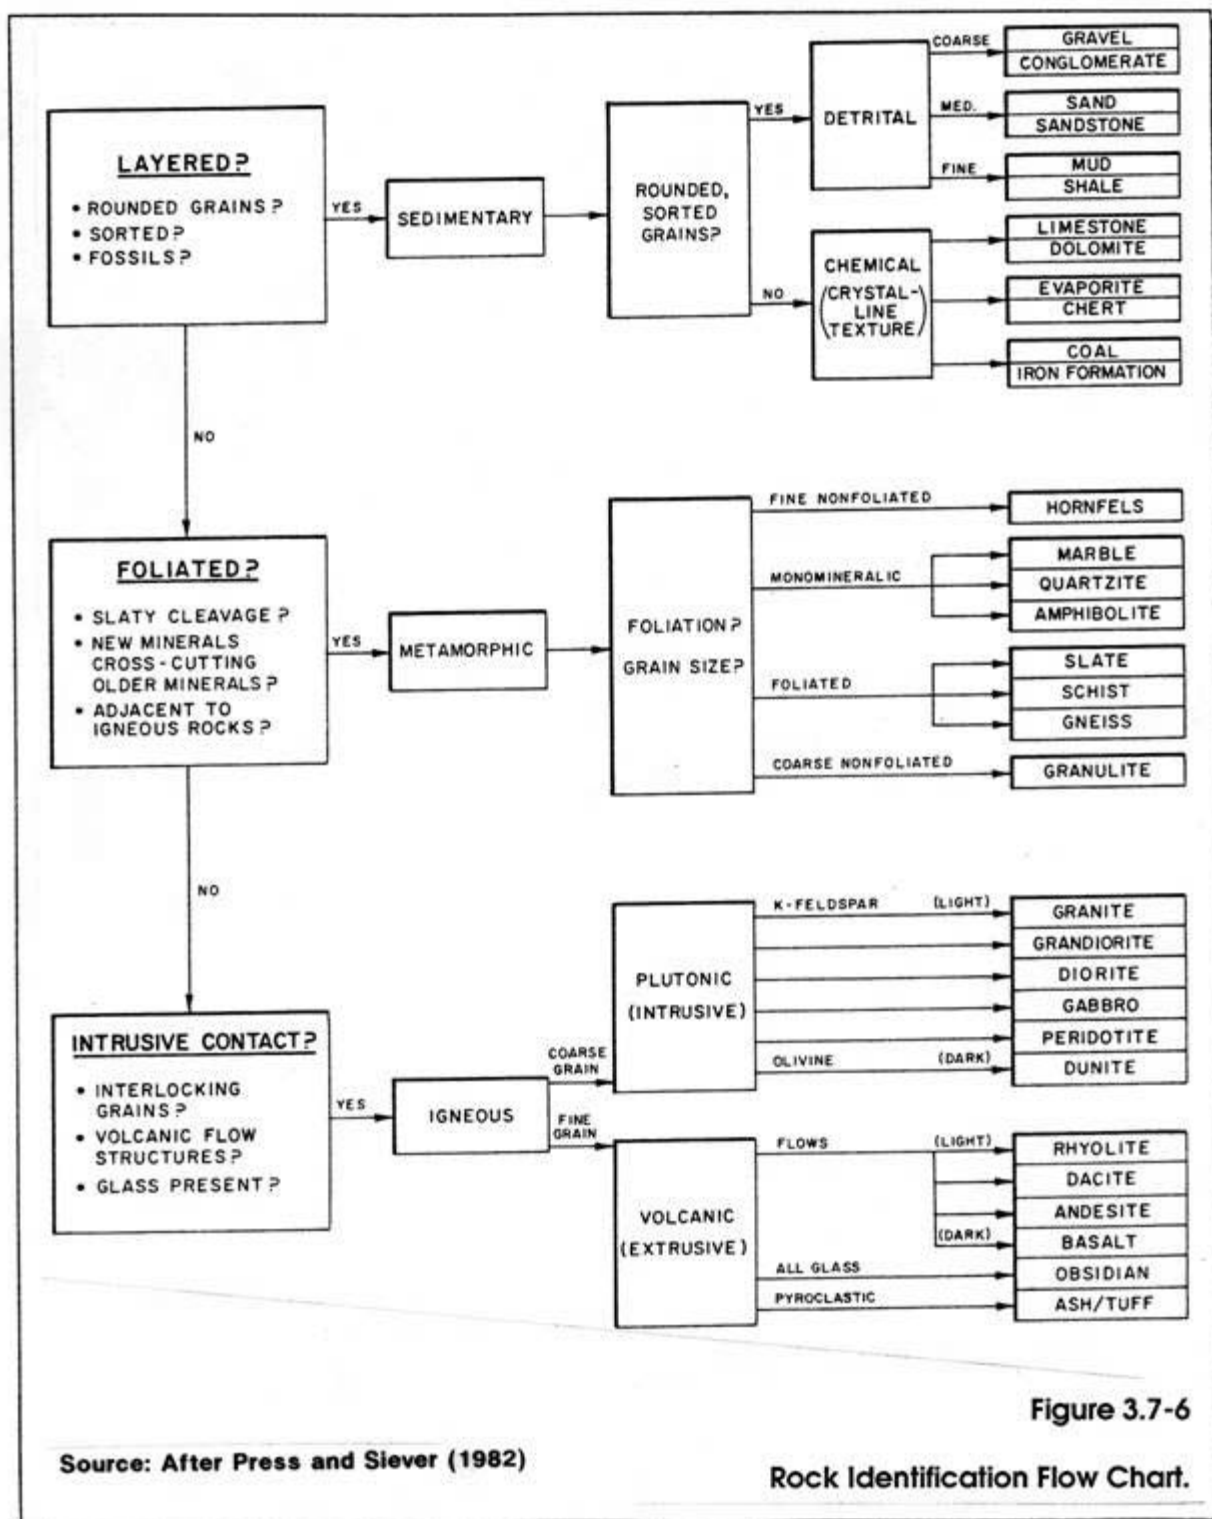 LAYERED?
• ROUNDED GRAINS?
• SORTED?
• FOSSILS?
YES
SEDIMENTARY
ROUNDED,
SORTED
GRAINS?
YES
DETRITAL
COARSE
GRAVEL
CONGLOMERATE
MED.
SAND
SANDSTONE
FINE
MUD
SHALE
NO
CHEMICAL
(CRYSTAL-
LINE
TEXTURE)
LIMESTONE
DOLOMITE
EVAPORITE
CHERT
COAL
IRON FORMATION
NO
FOLIATED?
• SLATY CLEAVAGE?
• NEW MINERALS
CROSS-CUTTING
OLDER MINERALS?
• ADJACENT TO
IGNEOUS ROCKS?
YES
METAMORPHIC
FOLIATION?
GRAIN SIZE?
FINE NONFOLIATED
HORNFELS
MONOMINERALIC
MARBLE
QUARTZITE
AMPHIBOLITE
FOLIATED
SLATE
SCHIST
GNEISS
COARSE NONFOLIATED
GRANULITE
NO
INTRUSIVE CONTACT?
• INTERLOCKING
GRAINS?
• VOLCANIC FLOW
STRUCTURES?
• GLASS PRESENT?
YES
IGNEOUS
COARSE
GRAIN
PLUTONIC
(INTRUSIVE)
K-FELDSPAR (LIGHT)
GRANITE
GRANDIORITE
DIORITE
GABBRO
PERIDOTITE
OLIVINE (DARK)
DUNITE
FINE
GRAIN
VOLCANIC
(EXTRUSIVE)
FLOWS (LIGHT)
RHYOLITE
DACITE
ANDESITE
(DARK)
BASALT
ALL GLASS
OBSIDIAN
PYROCLASTIC
ASH/TUFF
Figure 3.7-6
Source: After Press and Siever (1982)
Rock Identification Flow Chart.